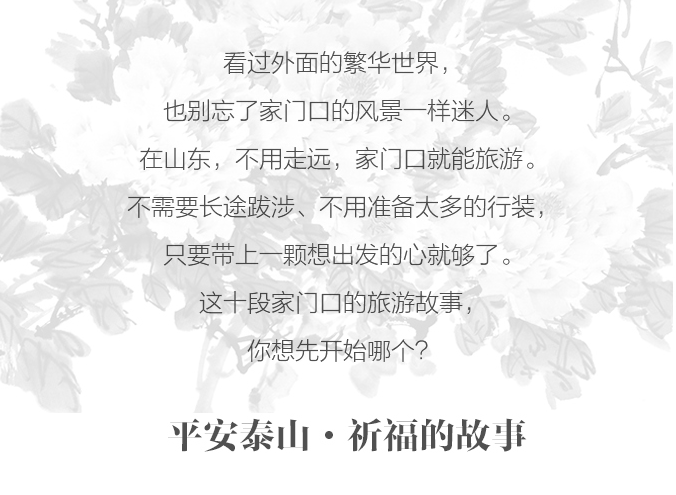 看过外面的繁华世界，
也别忘了家门口的风景一样迷人。
在山东，不用走远，家门口就能旅游。
不需要长途跋涉、不用准备太多的行装，
只要带上一颗想出发的心就够了。
这十段家门口的旅游故事，
你想先开始哪个？
平安泰山·祈福的故事